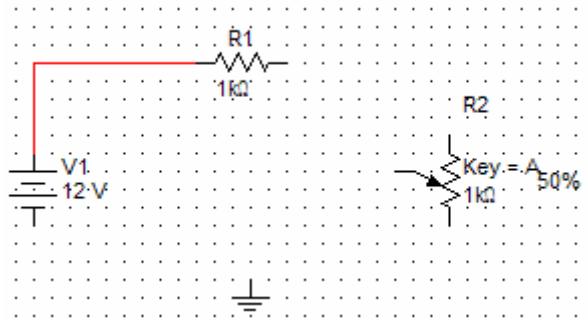 R1
1kΩ
R2
V1
12 V
Key = A
50%
1kΩ